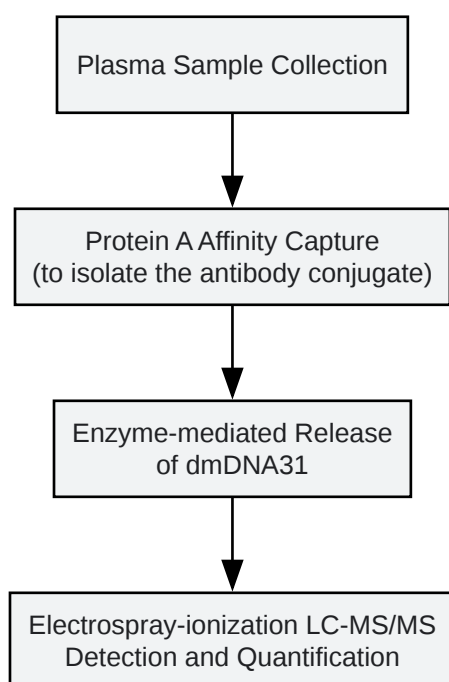 Plasma Sample Collection
Protein A Affinity Capture
(to isolate the antibody conjugate)
Enzyme-mediated Release
of dmDNA31
Electrospray-ionization LC-MS/MS
Detection and Quantification